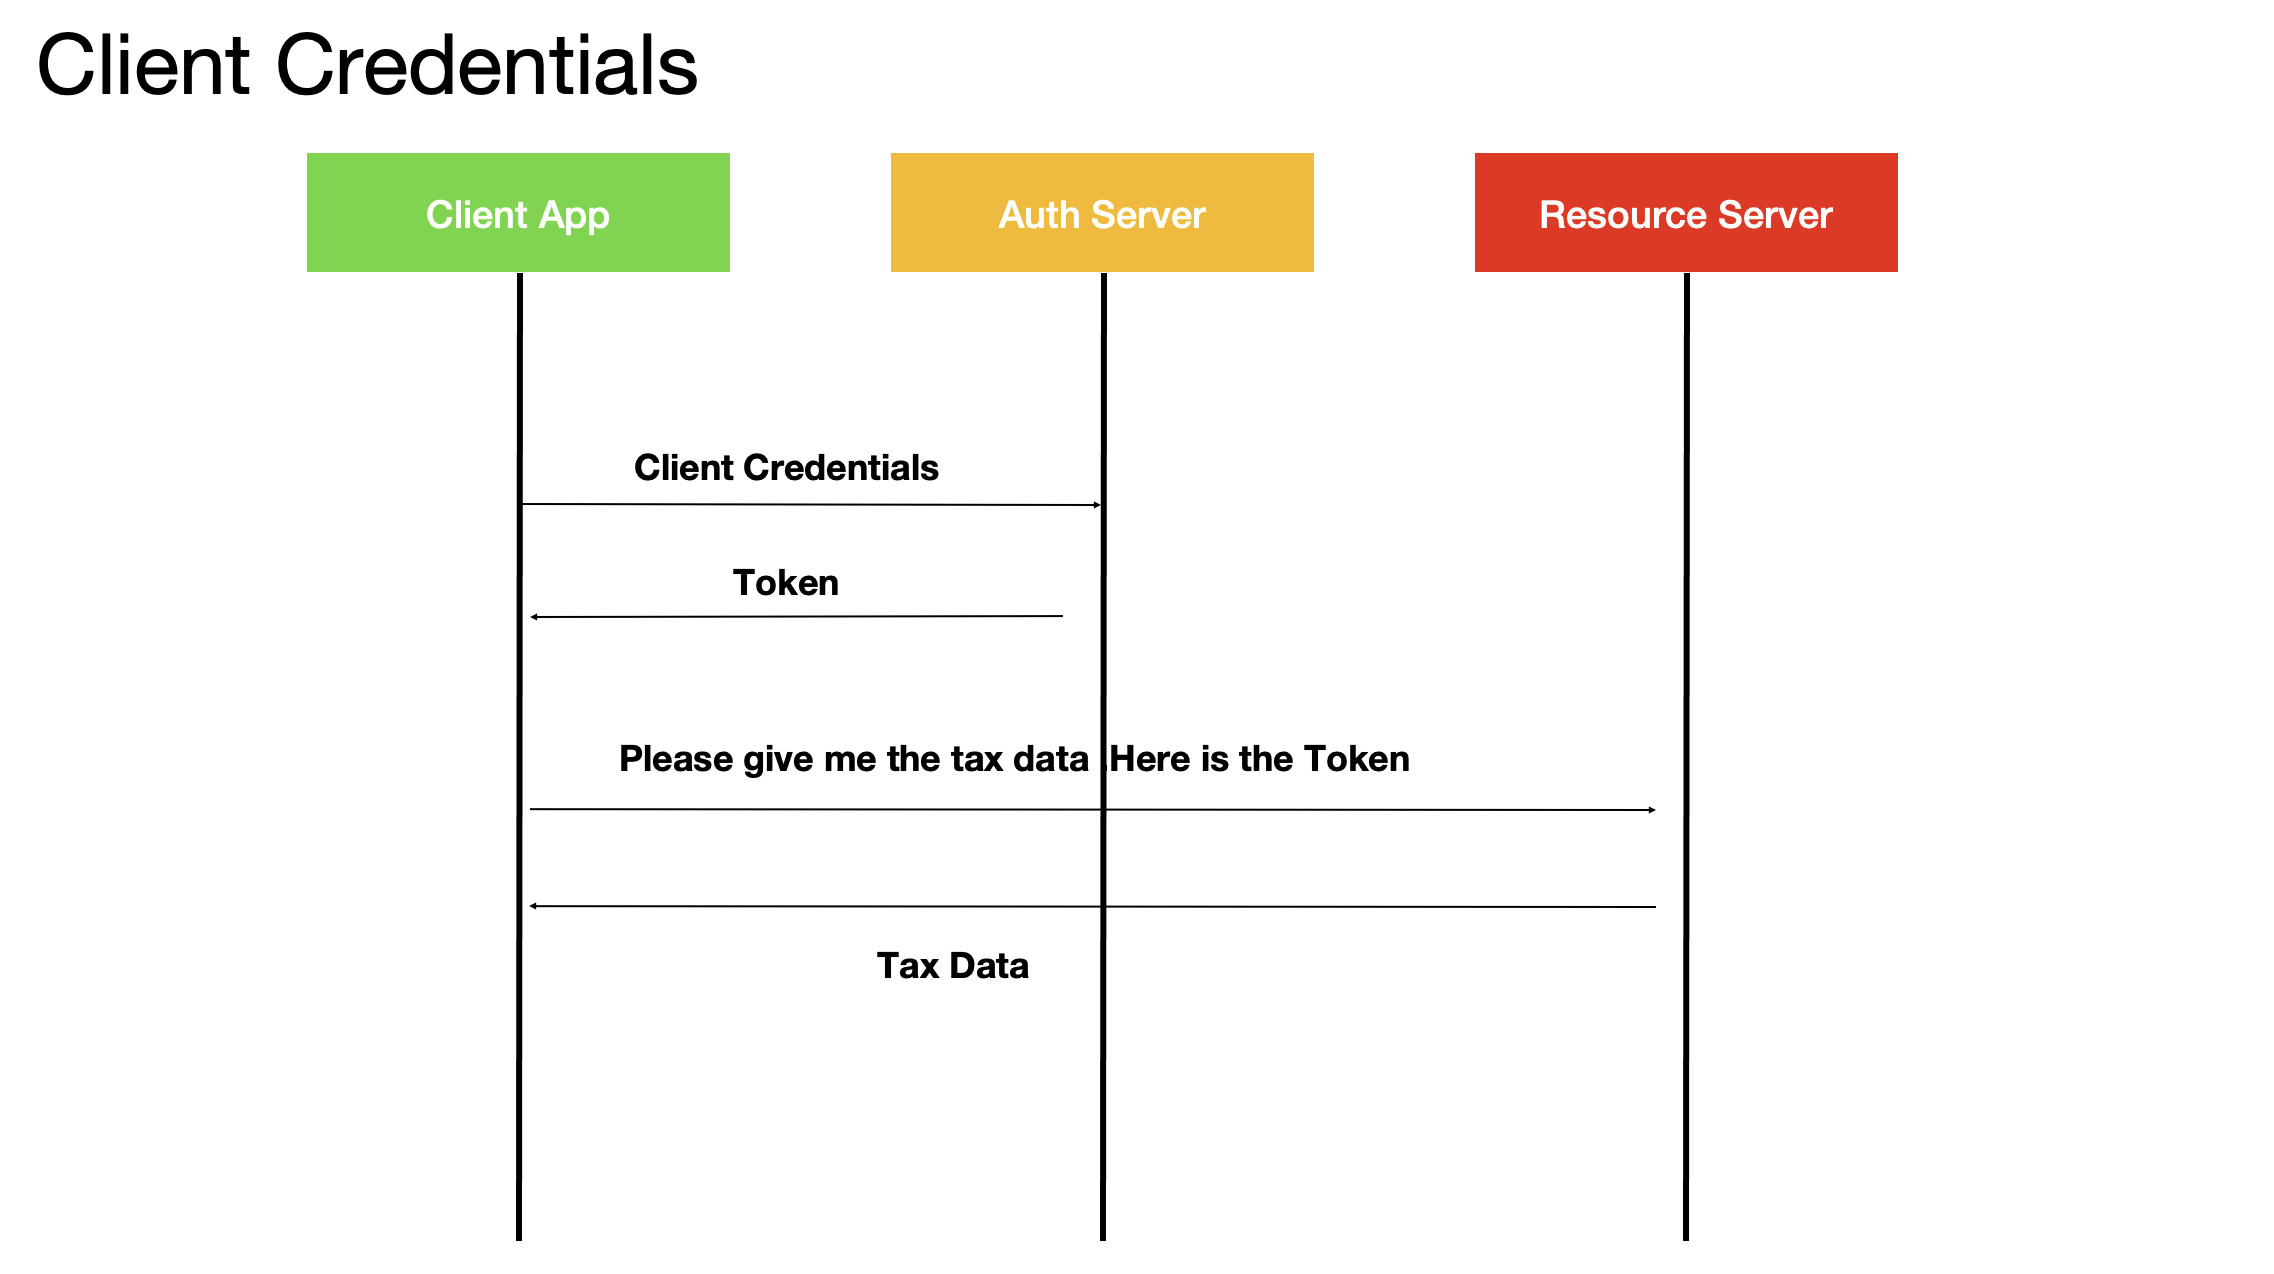 Client Credentials
Client App
Auth Server
Resource Server
Client Credentials
Token
Please give me the tax data .Here is the Token
Tax Data